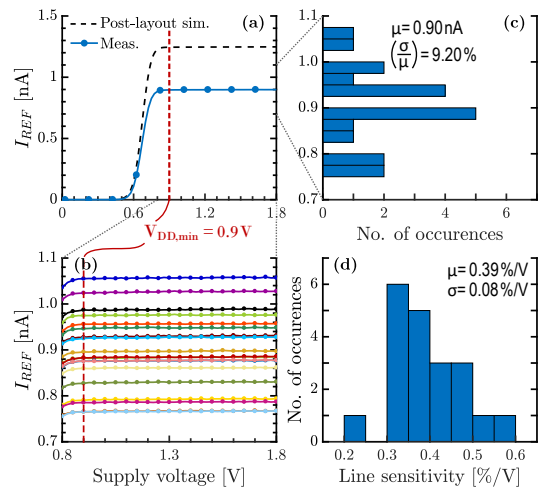 (a)
Post-layout sim.
Meas.
1.5
1.2
0.9
0.6
0.3
0
I_REF [nA]
0 0.6 1.2 1.8
V_DD,min = 0.9 V
(c)
μ = 0.90nA
(σ/μ) = 9.20%
1.1
1.0
0.9
0.8
0.7
0 2 4 6
No. of occurences
(b)
1.1
1.0
0.9
0.8
0.7
I_REF [nA]
0.8 1.3 1.8
Supply voltage [V]
(d)
μ = 0.39%/V
σ = 0.08%/V
6
4
2
0
No. of occurences
0.2 0.3 0.4 0.5 0.6
Line sensitivity [%/V]